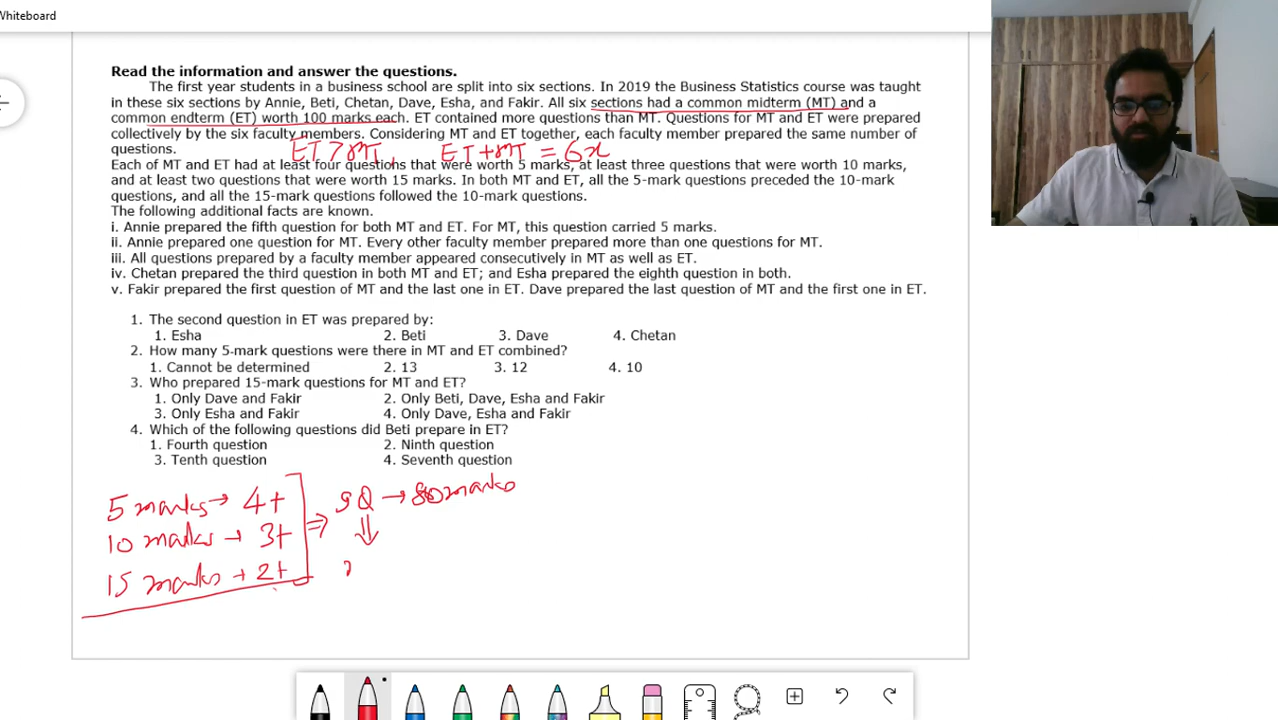 Whiteboard
Read the information and answer the questions.
The first year students in a business school are split into six sections. In 2019 the Business Statistics course was taught
in these six sections by Annie, Beti, Chetan, Dave, Esha, and Fakir. All six sections had a common midterm (MT) and a
common endterm (ET) worth 100 marks each. ET contained more questions than MT. Questions for MT and ET were prepared
collectively by the six faculty members. Considering MT and ET together, each faculty member prepared the same number of
questions.
ET > MT, ET + MT = 6x
Each of MT and ET had at least four questions that were worth 5 marks, at least three questions that were worth 10 marks,
and at least two questions that were worth 15 marks. In both MT and ET, all the 5-mark questions preceded the 10-mark
questions, and all the 15-mark questions followed the 10-mark questions.
The following additional facts are known.
i. Annie prepared the fifth question for both MT and ET. For MT, this question carried 5 marks.
ii. Annie prepared one question for MT. Every other faculty member prepared more than one questions for MT.
iii. All questions prepared by a faculty member appeared consecutively in MT as well as ET.
iv. Chetan prepared the third question in both MT and ET; and Esha prepared the eighth question in both.
v. Fakir prepared the first question of MT and the last one in ET. Dave prepared the last question of MT and the first one in ET.
1. The second question in ET was prepared by:
1. Esha 2. Beti 3. Dave 4. Chetan
2. How many 5-mark questions were there in MT and ET combined?
1. Cannot be determined 2. 13 3. 12 4. 10
3. Who prepared 15-mark questions for MT and ET?
1. Only Dave and Fakir 2. Only Beti, Dave, Esha and Fakir
3. Only Esha and Fakir 4. Only Dave, Esha and Fakir
4. Which of the following questions did Beti prepare in ET?
1. Fourth question 2. Ninth question
3. Tenth question 4. Seventh question
5 marks → 4+
10 marks → 3+
15 marks → 2+
⇒ 9Q → 80 marks
⇓